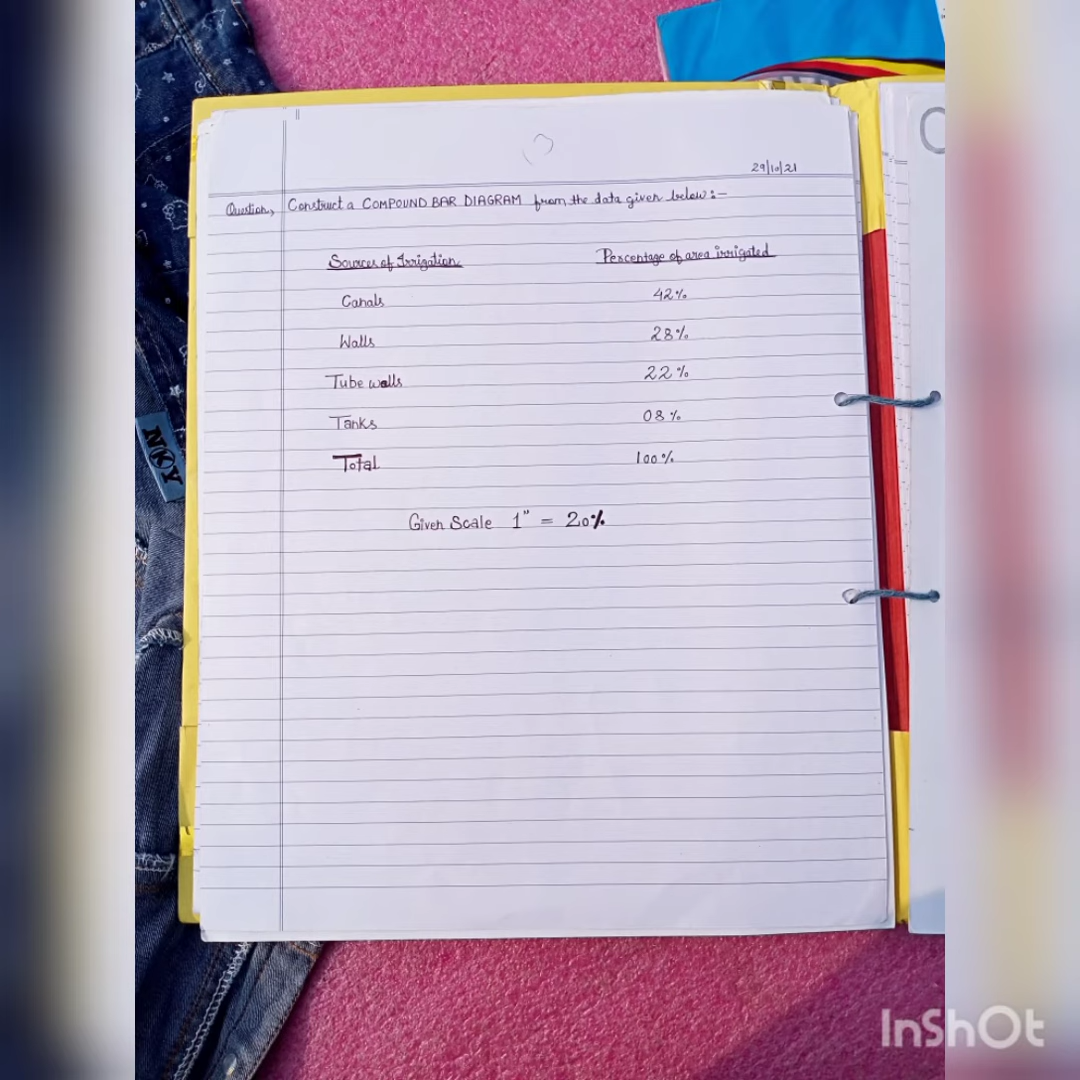 29/10/21
Question, Construct a COMPOUND BAR DIAGRAM from the data given below:-
Sources of Irrigation Percentage of area irrigated
Canals 42%
Walls 28%
Tube walls 22%
Tanks 08%
Total 100%
Given Scale 1" = 20%
NKY
InShOt